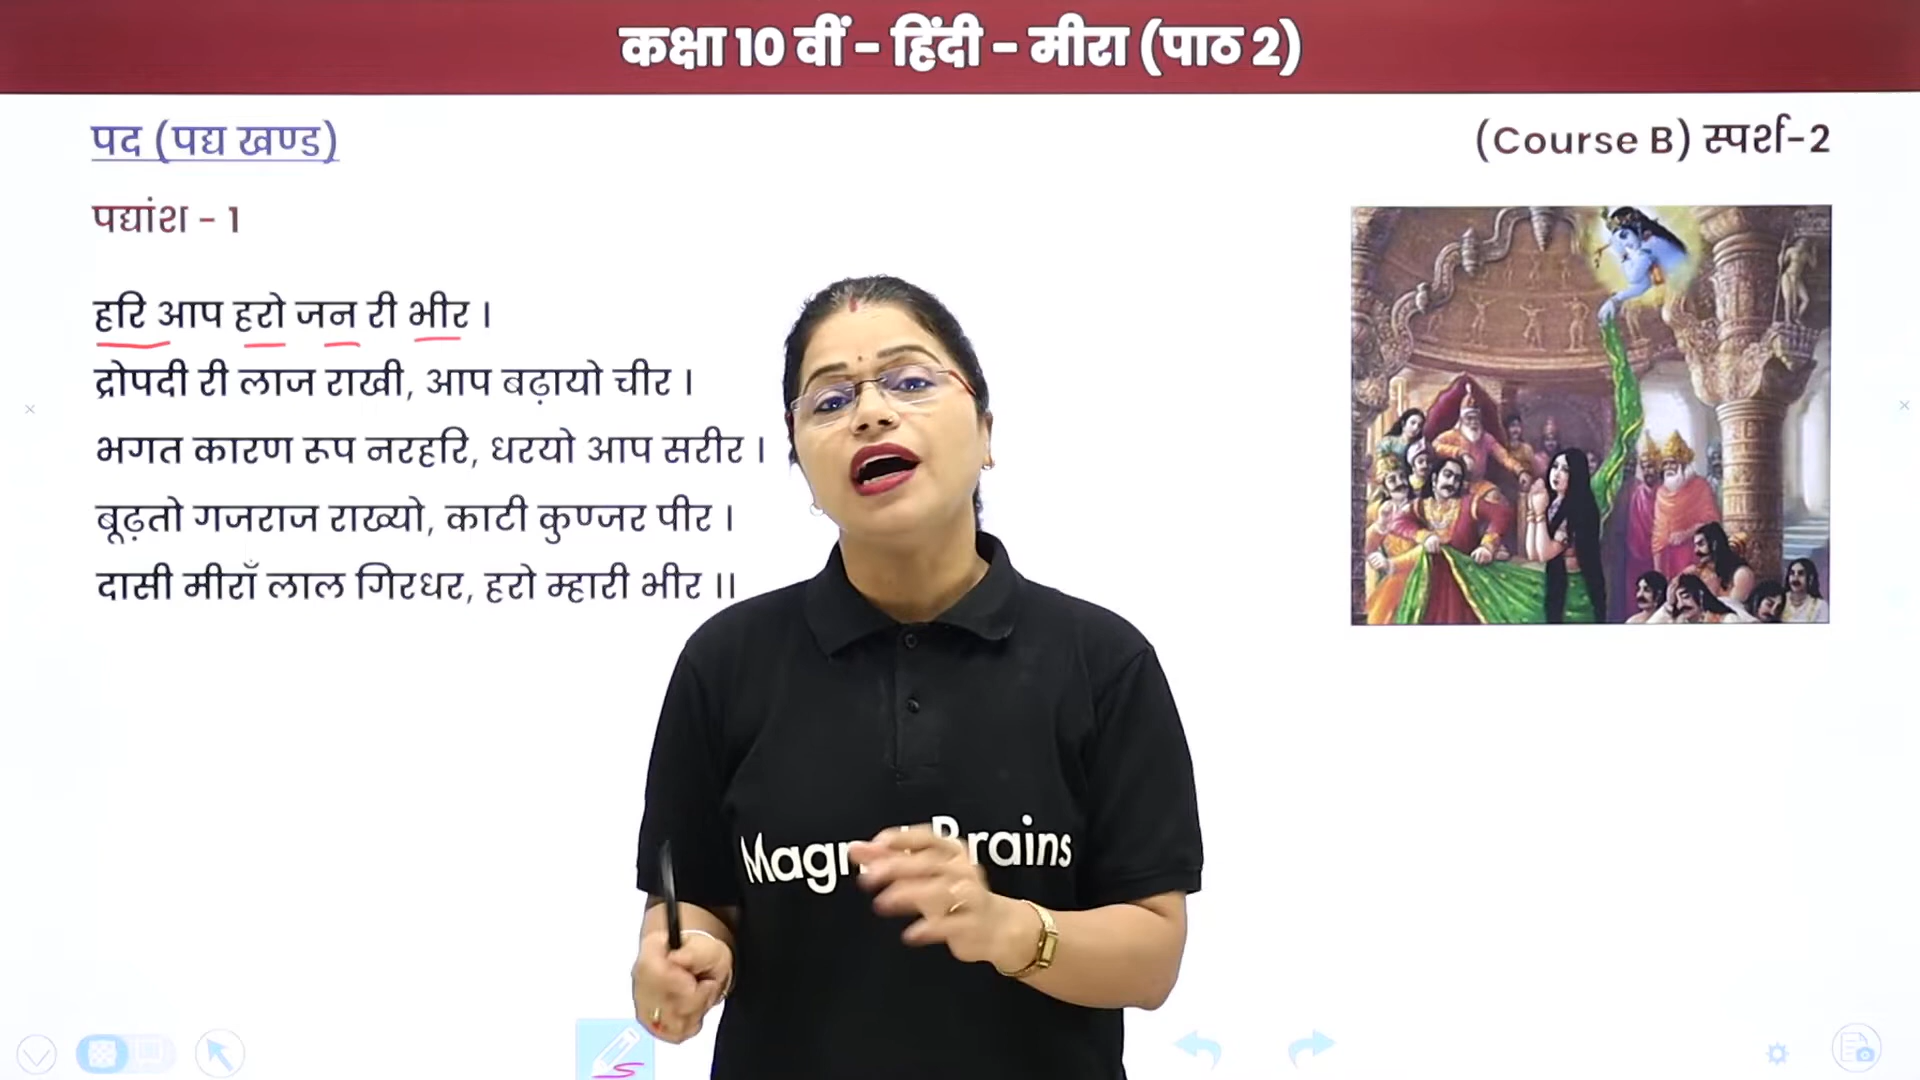 कक्षा 10 वीं - हिंदी - मीरा (पाठ 2)
पद (पद्य खण्ड)
(Course B) स्पर्श-2
पद्यांश - 1
हरि आप हरो जन री भीर ।
द्रोपदी री लाज राखी, आप बढ़ायो चीर ।
भगत कारण रूप नरहरि, धरयो आप सरीर ।
बूढ़तो गजराज राख्यो, काटी कुण्जर पीर ।
दासी मीराँ लाल गिरधर, हरो म्हारी भीर ।।